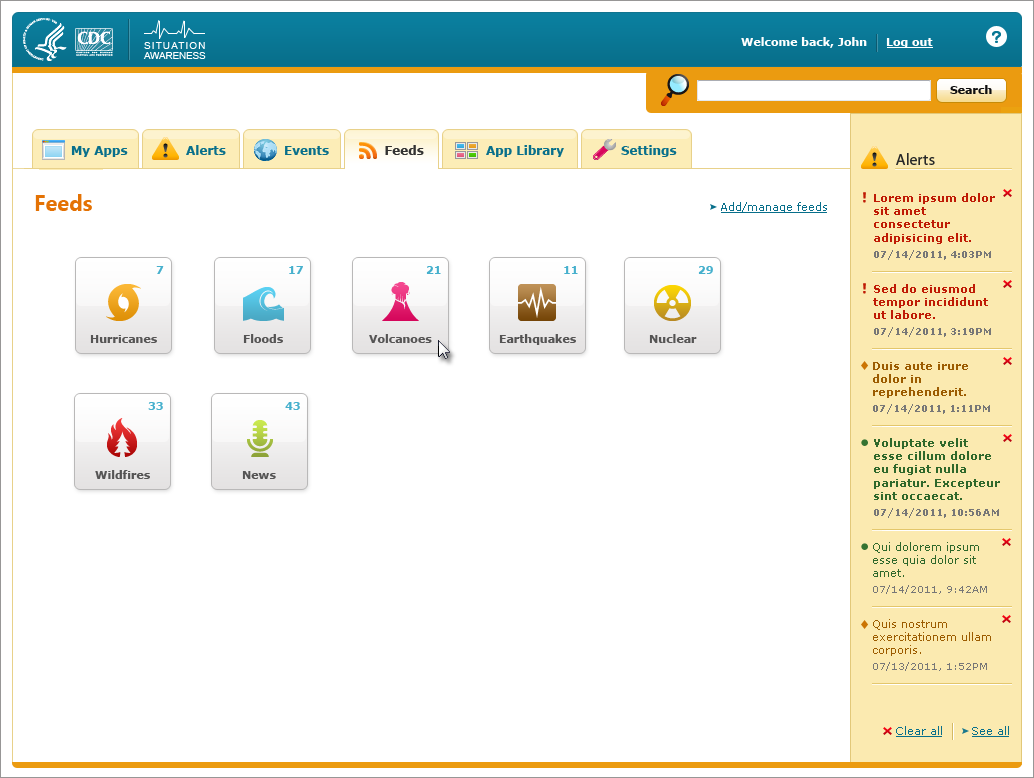 CDC
SITUATION
AWARENESS
Welcome back, John
Log out
?
Search
My Apps
Alerts
Events
Feeds
App Library
Settings
Feeds
Add/manage feeds
7
Hurricanes
17
Floods
21
Volcanoes
11
Earthquakes
29
Nuclear
33
Wildfires
43
News
Alerts
! Lorem ipsum dolor
sit amet
consectetur
adipisicing elit.
07/14/2011, 4:03PM
! Sed do eiusmod
tempor incididunt
ut labore.
07/14/2011, 3:19PM
Duis aute irure
dolor in
reprehenderit.
07/14/2011, 1:11PM
Voluptate velit
esse cillum dolore
eu fugiat nulla
pariatur. Excepteur
sint occaecat.
07/14/2011, 10:56AM
Qui dolorem ipsum
esse quia dolor sit
amet.
07/14/2011, 9:42AM
Quis nostrum
exercitationem ullam
corporis.
07/13/2011, 1:52PM
Clear all
See all